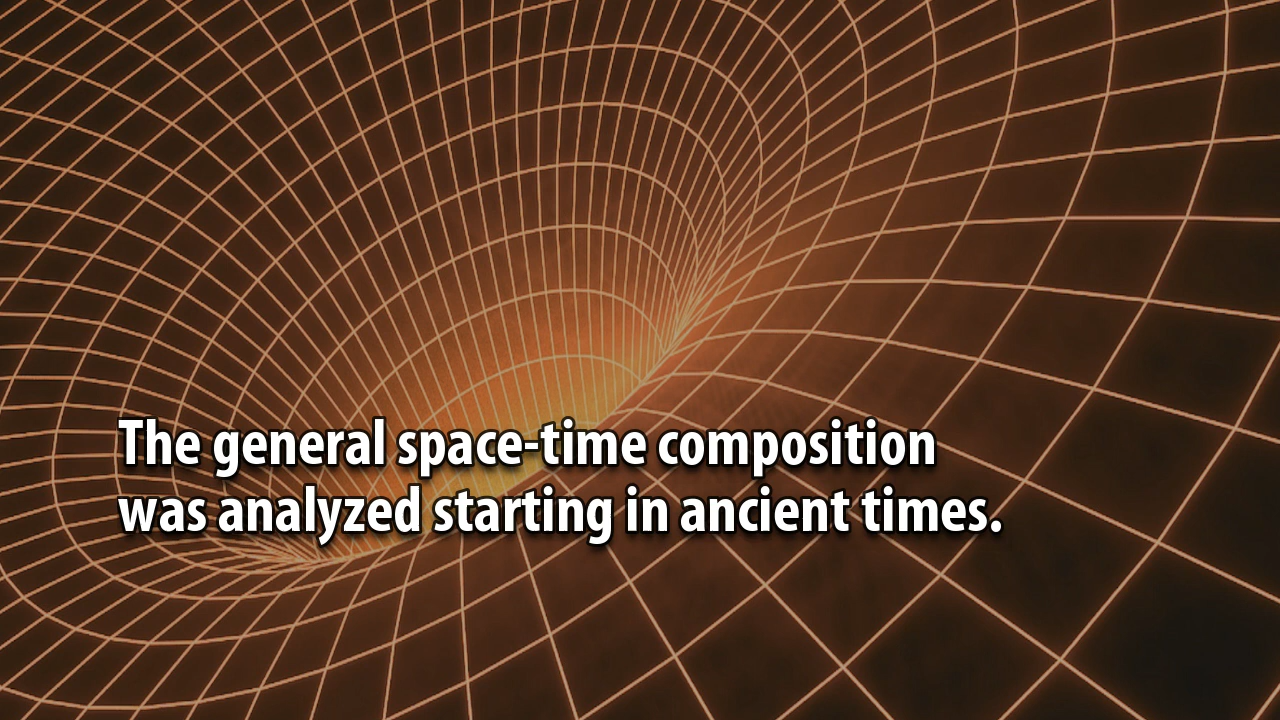 The general space-time composition
was analyzed starting in ancient times.